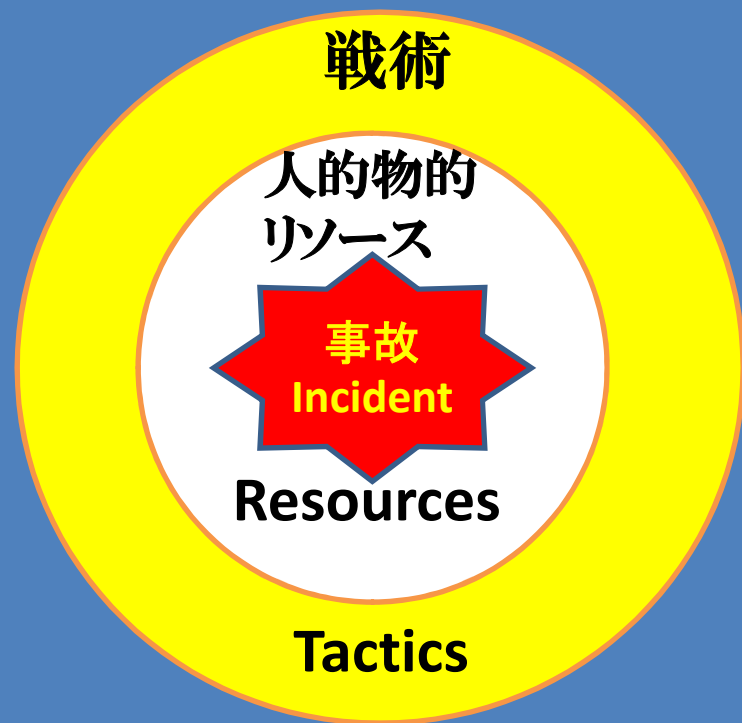 戦術
人的物的
リソース
事故
Incident
Resources
Tactics